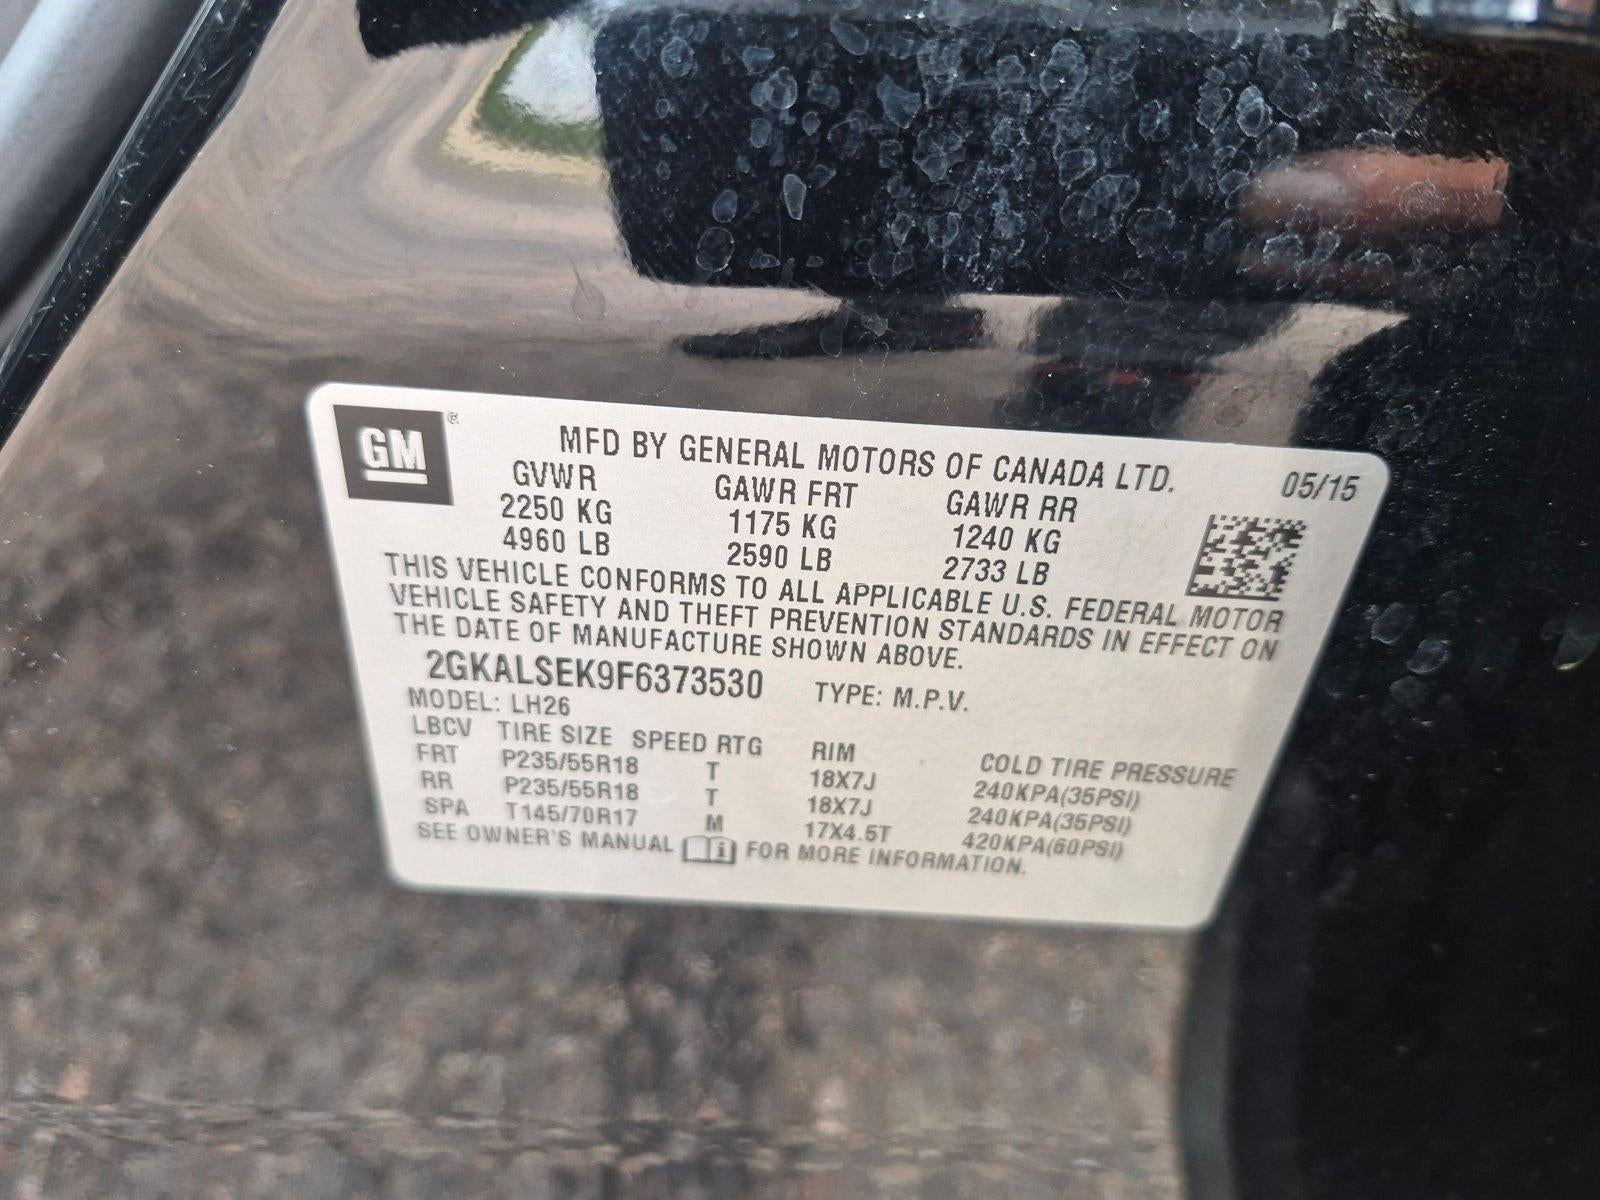 GM ®
MFD BY GENERAL MOTORS OF CANADA LTD.
05/15
GVWR GAWR FRT GAWR RR
2250 KG 1175 KG 1240 KG
4960 LB 2590 LB 2733 LB
THIS VEHICLE CONFORMS TO ALL APPLICABLE U.S. FEDERAL MOTOR
VEHICLE SAFETY AND THEFT PREVENTION STANDARDS IN EFFECT ON
THE DATE OF MANUFACTURE SHOWN ABOVE.
2GKALSEK9F6373530 TYPE: M.P.V.
MODEL: LH26
LBCV TIRE SIZE SPEED RTG RIM COLD TIRE PRESSURE
FRT P235/55R18 T 18X7J 240KPA(35PSI)
RR P235/55R18 T 18X7J 240KPA(35PSI)
SPA T145/70R17 M 17X4.5T 420KPA(60PSI)
SEE OWNER'S MANUAL i FOR MORE INFORMATION.